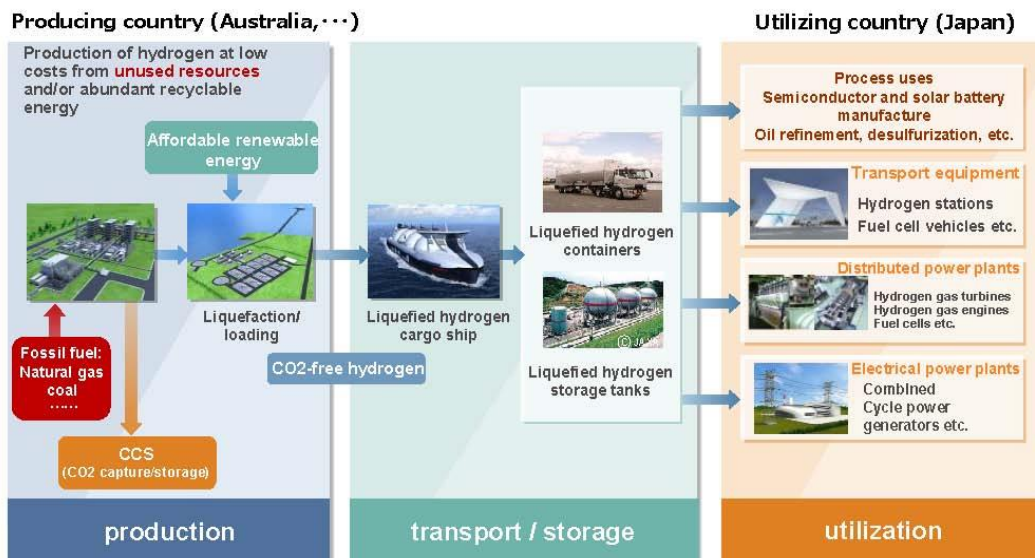 Producing country (Australia,･･･)
Utilizing country (Japan)
Production of hydrogen at low
costs from unused resources
and/or abundant recyclable
energy
Affordable renewable
energy
Liquefaction/
loading
Fossil fuel:
Natural gas
coal
……
CCS
(CO2 capture/storage)
CO2-free hydrogen
production
Liquefied hydrogen
cargo ship
Liquefied hydrogen
containers
Liquefied hydrogen
storage tanks
transport / storage
Process uses
Semiconductor and solar battery
manufacture
Oil refinement, desulfurization, etc.
Transport equipment
Hydrogen stations
Fuel cell vehicles etc.
Distributed power plants
Hydrogen gas turbines
Hydrogen gas engines
Fuel cells etc.
Electrical power plants
Combined
Cycle power
generators etc.
utilization